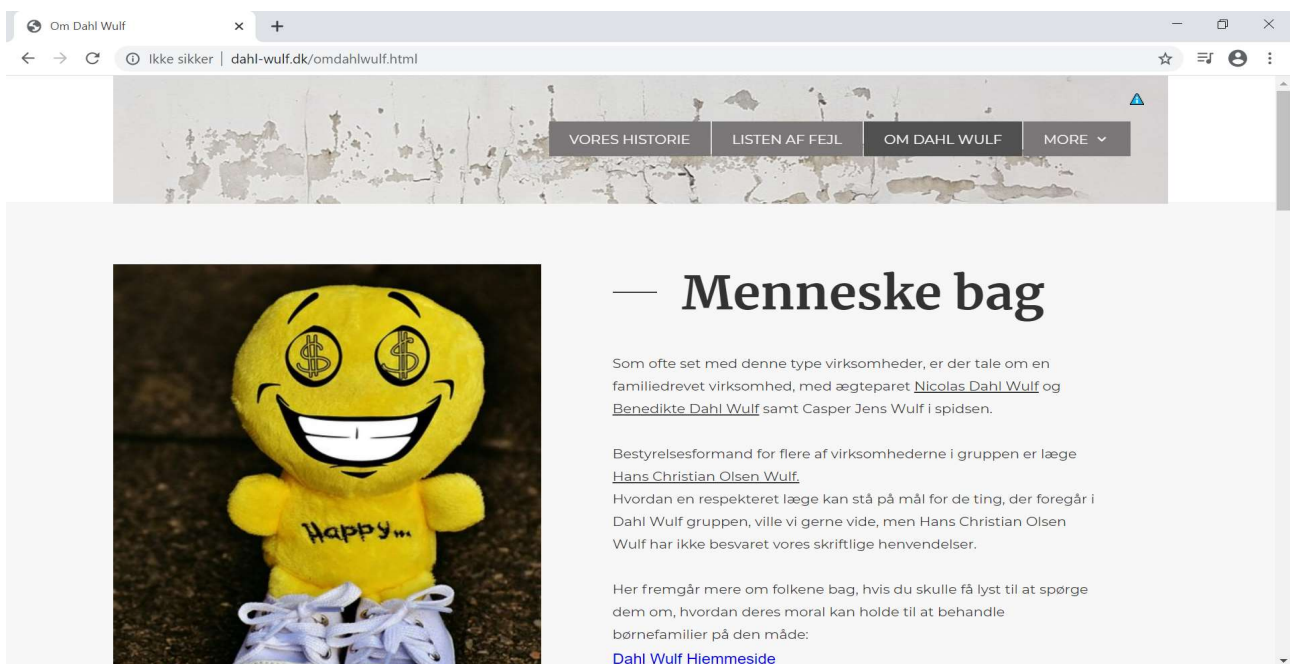 Om Dahl Wulf
Ikke sikker | dahl-wulf.dk/omdahlwulf.html
VORES HISTORIE
LISTEN AF FEJL
OM DAHL WULF
MORE
Menneske bag
Som ofte set med denne type virksomheder, er der tale om en
familiedrevet virksomhed, med ægteparet Nicolas Dahl Wulf og
Benedikte Dahl Wulf samt Casper Jens Wulf i spidsen.
Bestyrelsesformand for flere af virksomhederne i gruppen er læge
Hans Christian Olsen Wulf.
Hvordan en respekteret læge kan stå på mål for de ting, der foregår i
Dahl Wulf gruppen, ville vi gerne vide, men Hans Christian Olsen
Wulf har ikke besvaret vores skriftlige henvendelser.
Her fremgår mere om folkene bag, hvis du skulle få lyst til at spørge
dem om, hvordan deres moral kan holde til at behandle
børnefamilier på den måde:
Dahl Wulf Hjemmeside
Happy...